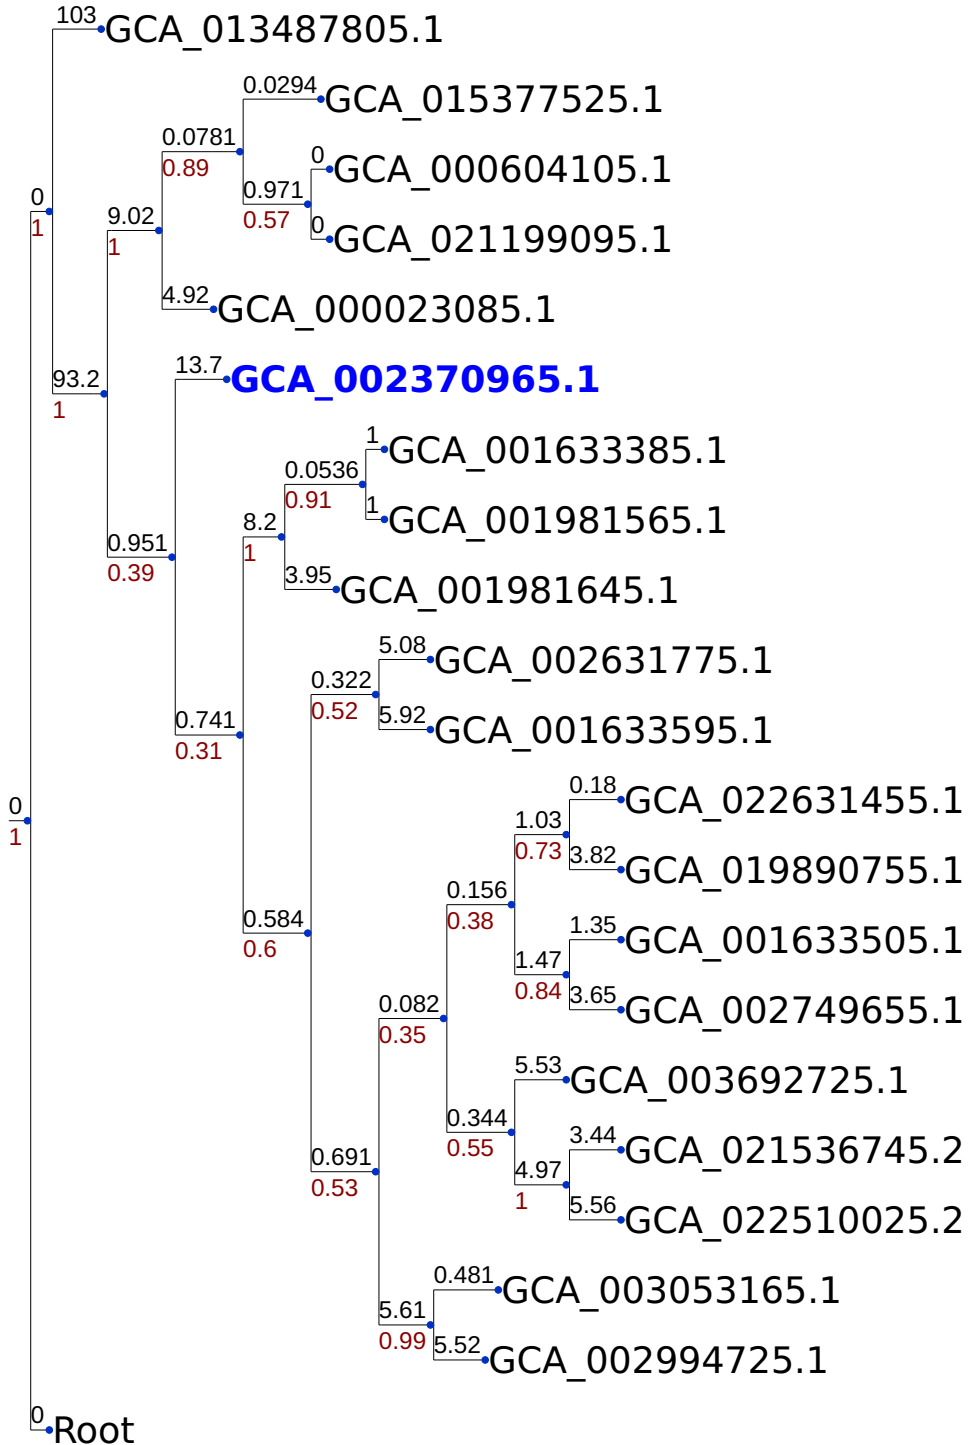 103
GCA_013487805.1
0.0294
GCA_015377525.1
0.0781
0.89
0
GCA_000604105.1
0.971
0.57
0
GCA_021199095.1
0
1
9.02
1
4.92
GCA_000023085.1
93.2
1
13.7
GCA_002370965.1
1
GCA_001633385.1
0.0536
0.91
1
GCA_001981565.1
8.2
1
3.95
GCA_001981645.1
0.951
0.39
5.08
GCA_002631775.1
0.322
0.52
5.92
GCA_001633595.1
0.741
0.31
0.18
GCA_022631455.1
0
1
1.03
0.73
3.82
GCA_019890755.1
0.156
0.38
1.35
GCA_001633505.1
0.584
0.6
1.47
0.84
3.65
GCA_002749655.1
0.082
0.35
5.53
GCA_003692725.1
0.344
0.55
3.44
GCA_021536745.2
0.691
0.53
4.97
1
5.56
GCA_022510025.2
0.481
GCA_003053165.1
5.61
0.99
5.52
GCA_002994725.1
0
Root